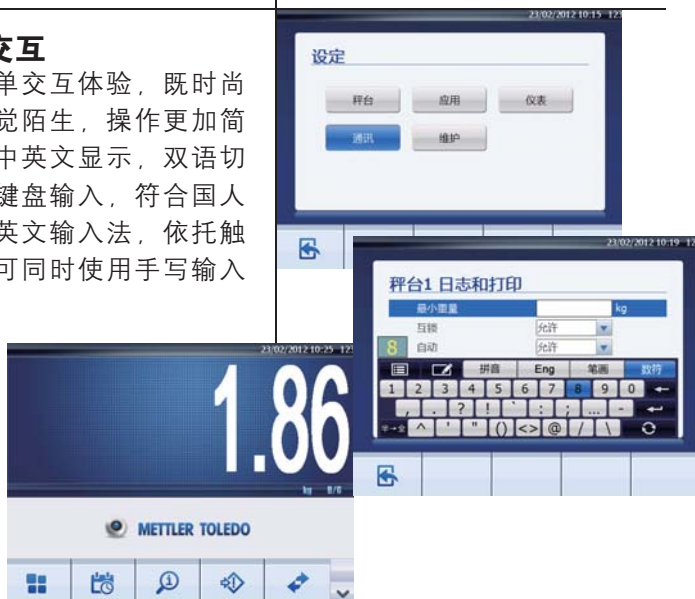 交互
单交互体验，既时尚
觉陌生，操作更加简
中英文显示，双语切
键盘输入，符合国人
英文输入法，依托触
可同时使用手写输入
23/02/2012 10:15 123
设定
秤台 应用 仪表
通讯 维护
23/02/2012 10:19 12
秤台1 日志和打印
最小重量 kg
互锁 允许
自动 允许
8
拼音 Eng 笔画 数符
1 2 3 4 5 6 7 8 9 0 ←
, . ? ! ` : ; ... -
半→全 ^ ' " () <> @ / \
23/02/2012 10:25 123
1.86
kg B/G
METTLER TOLEDO